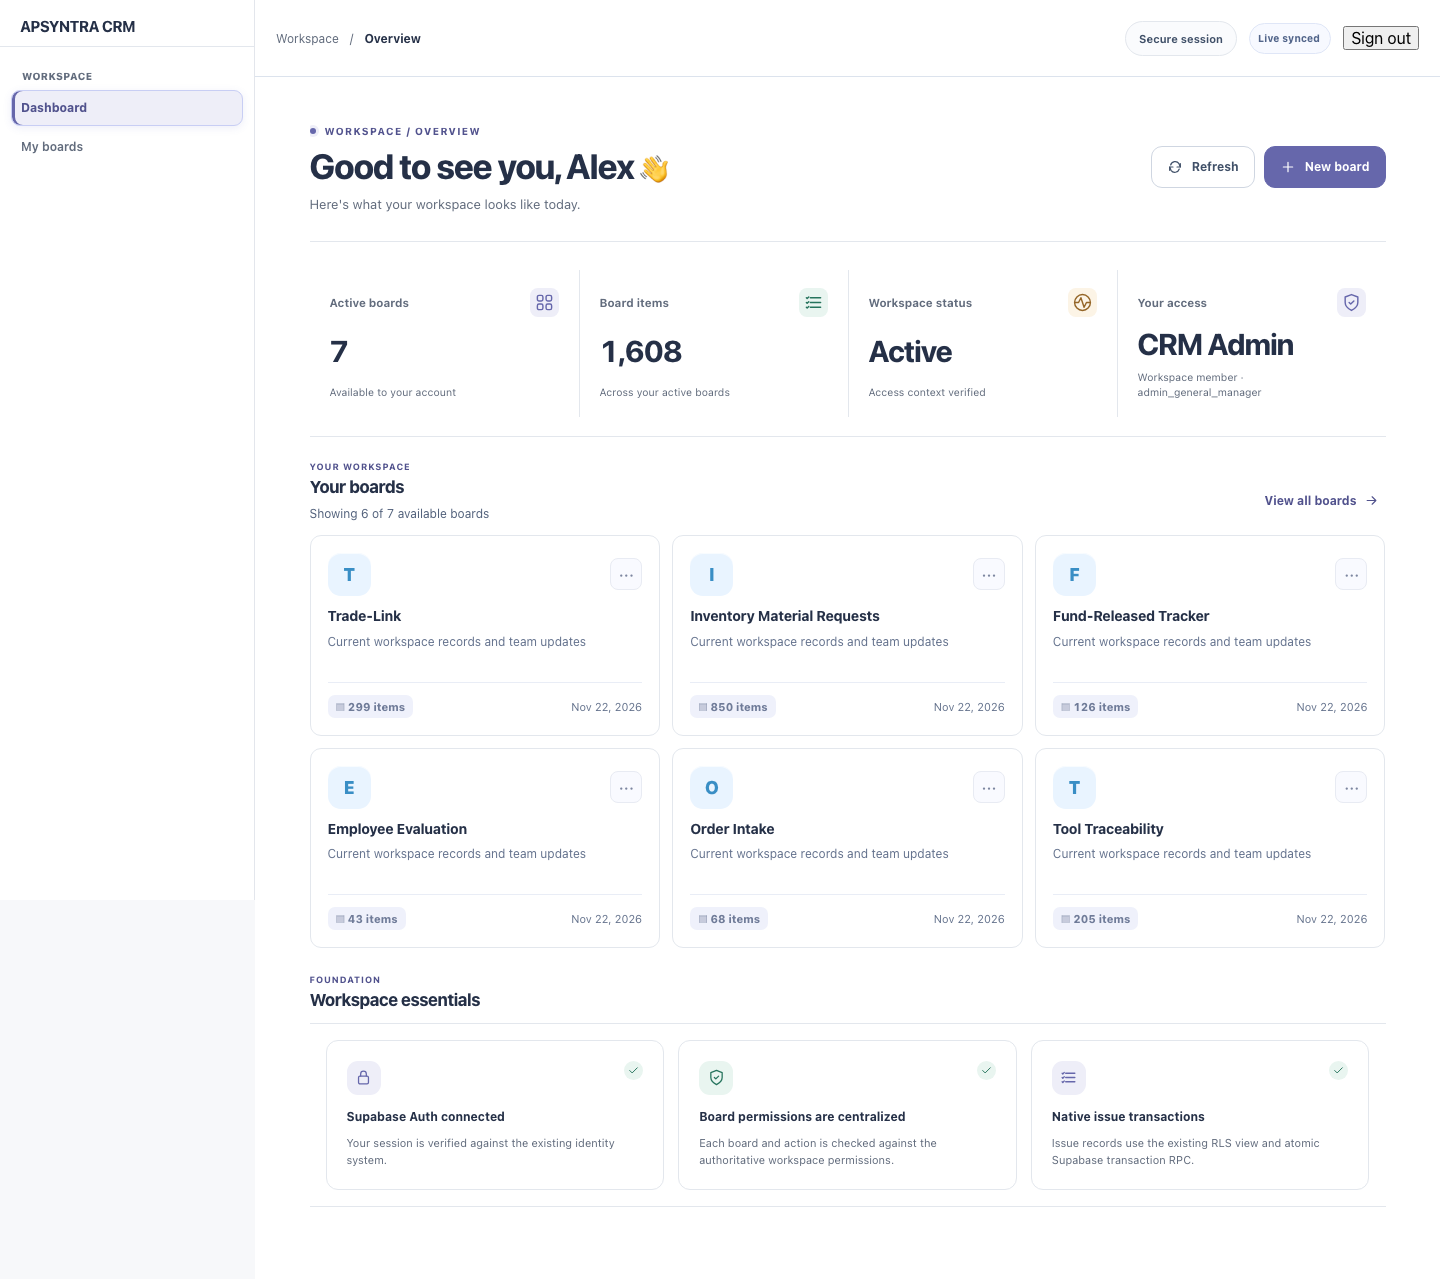 APSYNTRA CRM
WORKSPACE
Dashboard
My boards
Workspace / Overview
Secure session
Live synced
Sign out
WORKSPACE / OVERVIEW
Good to see you, Alex 👋
Here's what your workspace looks like today.
Refresh
New board
Active boards
7
Available to your account
Board items
1,608
Across your active boards
Workspace status
Active
Access context verified
Your access
CRM Admin
Workspace member ·
admin_general_manager
YOUR WORKSPACE
Your boards
Showing 6 of 7 available boards
View all boards →
T
Trade-Link
Current workspace records and team updates
299 items
Nov 22, 2026
I
Inventory Material Requests
Current workspace records and team updates
850 items
Nov 22, 2026
F
Fund-Released Tracker
Current workspace records and team updates
126 items
Nov 22, 2026
E
Employee Evaluation
Current workspace records and team updates
43 items
Nov 22, 2026
O
Order Intake
Current workspace records and team updates
68 items
Nov 22, 2026
T
Tool Traceability
Current workspace records and team updates
205 items
Nov 22, 2026
FOUNDATION
Workspace essentials
Supabase Auth connected
Your session is verified against the existing identity
system.
Board permissions are centralized
Each board and action is checked against the
authoritative workspace permissions.
Native issue transactions
Issue records use the existing RLS view and atomic
Supabase transaction RPC.